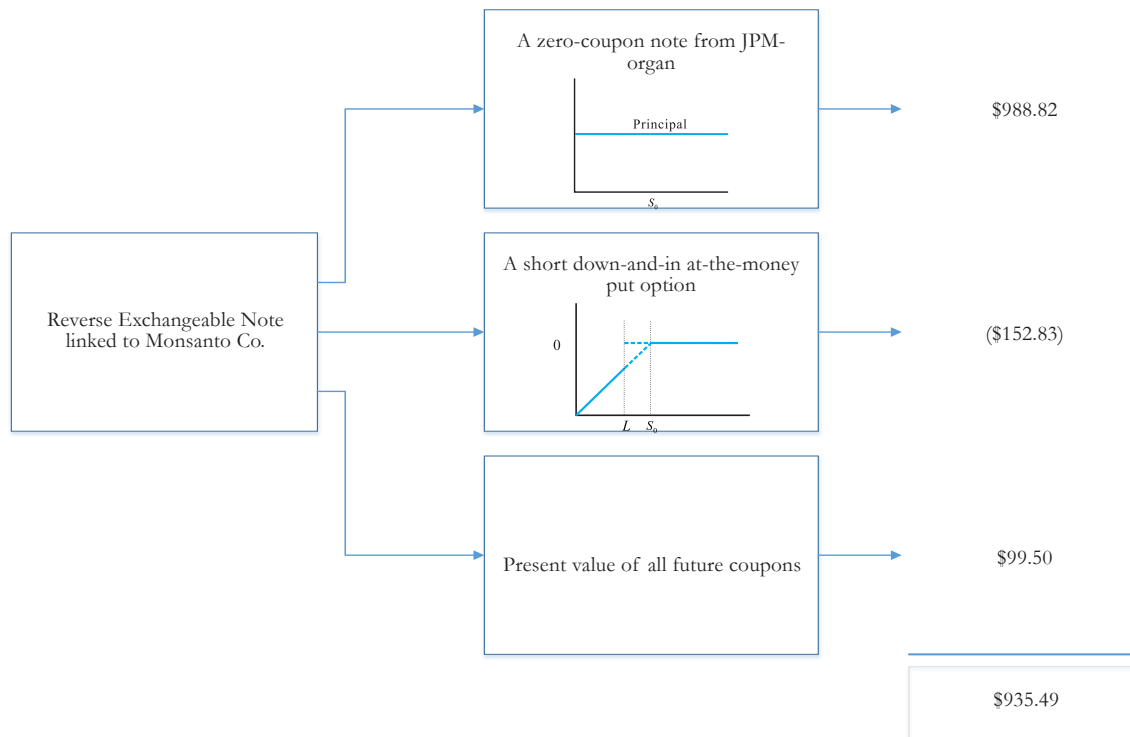 A zero-coupon note from JPM-
organ
Principal
S₀
$988.82
Reverse Exchangeable Note
linked to Monsanto Co.
A short down-and-in at-the-money
put option
0
L S₀
($152.83)
Present value of all future coupons
$99.50
$935.49